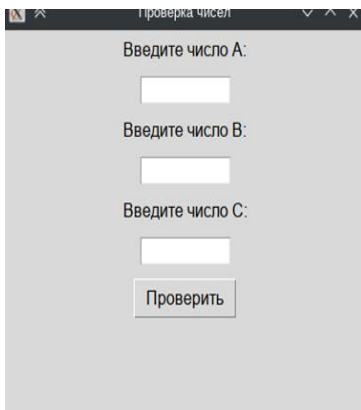 Проверка чисел
Введите число A:
Введите число B:
Введите число C:
Проверить